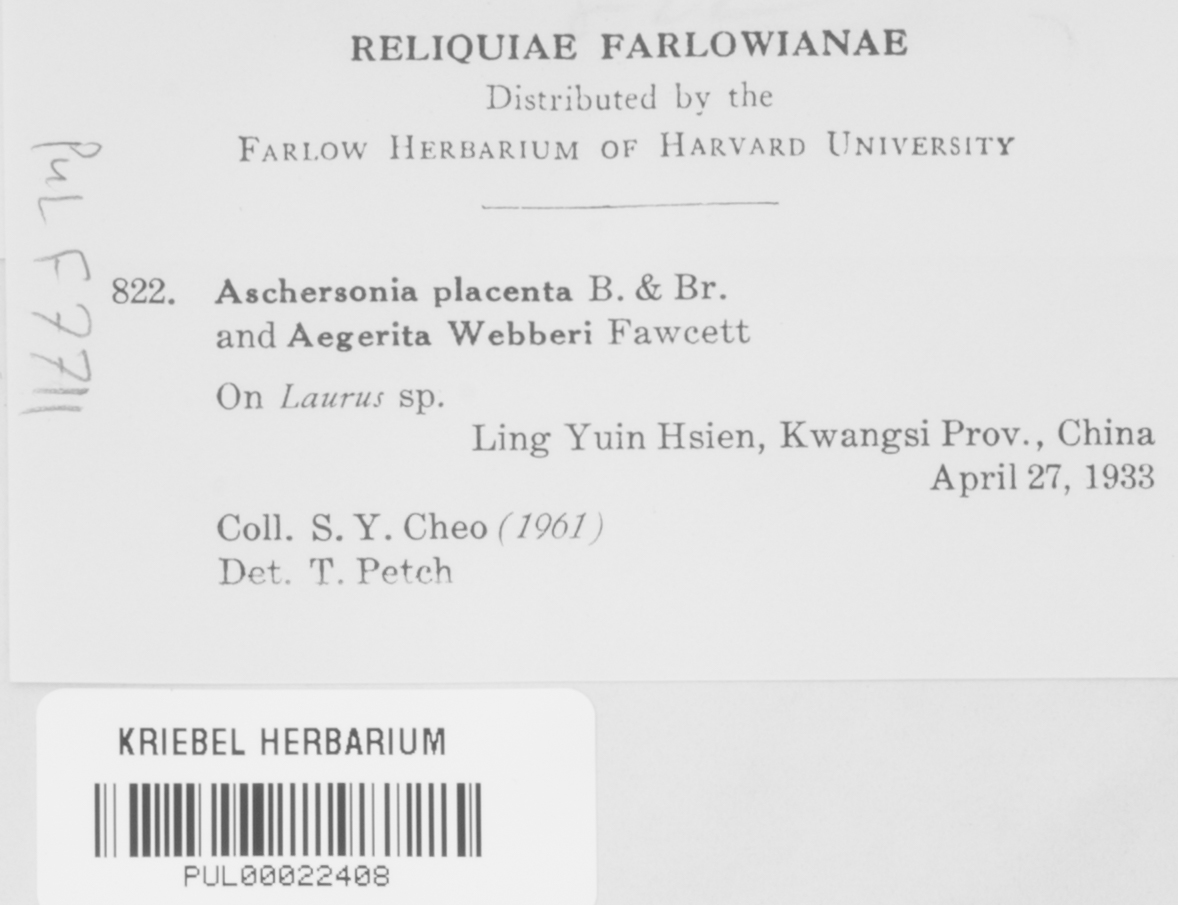 RELIQUIAE FARLOWIANAE
Distributed by the
FARLOW HERBARIUM OF HARVARD UNIVERSITY
PUL F7711
822. Aschersonia placenta B. & Br.
and Aegerita Webberi Fawcett
On Laurus sp.
Ling Yuin Hsien, Kwangsi Prov., China
April 27, 1933
Coll. S. Y. Cheo (1961)
Det. T. Petch
KRIEBEL HERBARIUM
PUL00022408